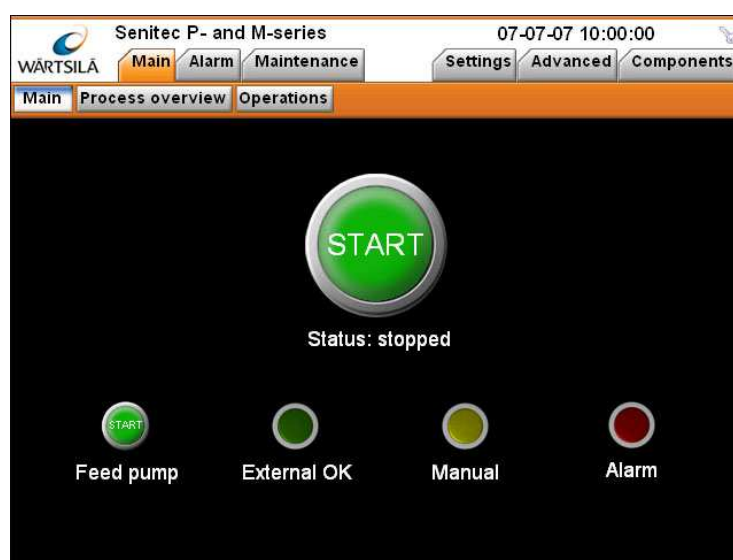 Senitec P- and M-series 07-07-07 10:00:00
WÄRTSILÄ Main Alarm Maintenance Settings Advanced Components
Main Process overview Operations
START
Status: stopped
START
Feed pump External OK Manual Alarm